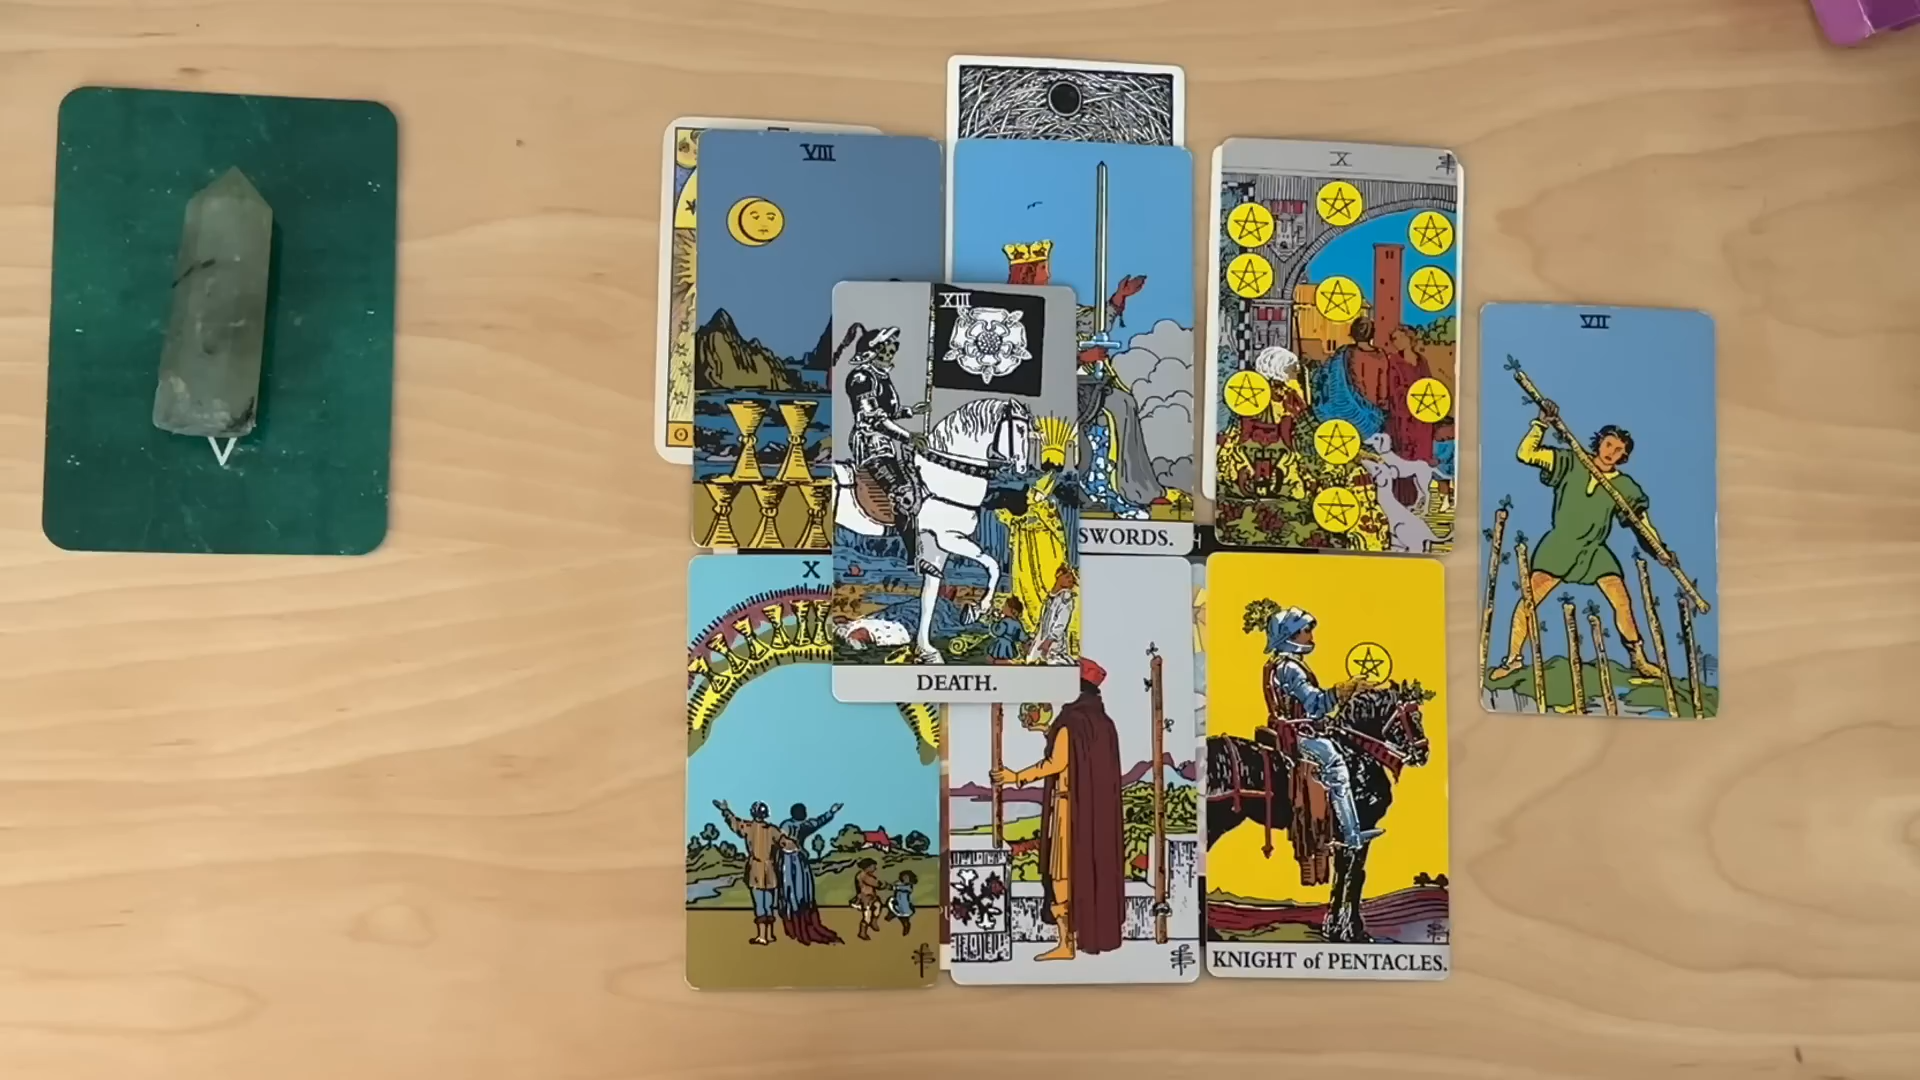 VIII
X
VII
XIII
SWORDS.
H
X
DEATH.
KNIGHT of PENTACLES.
V